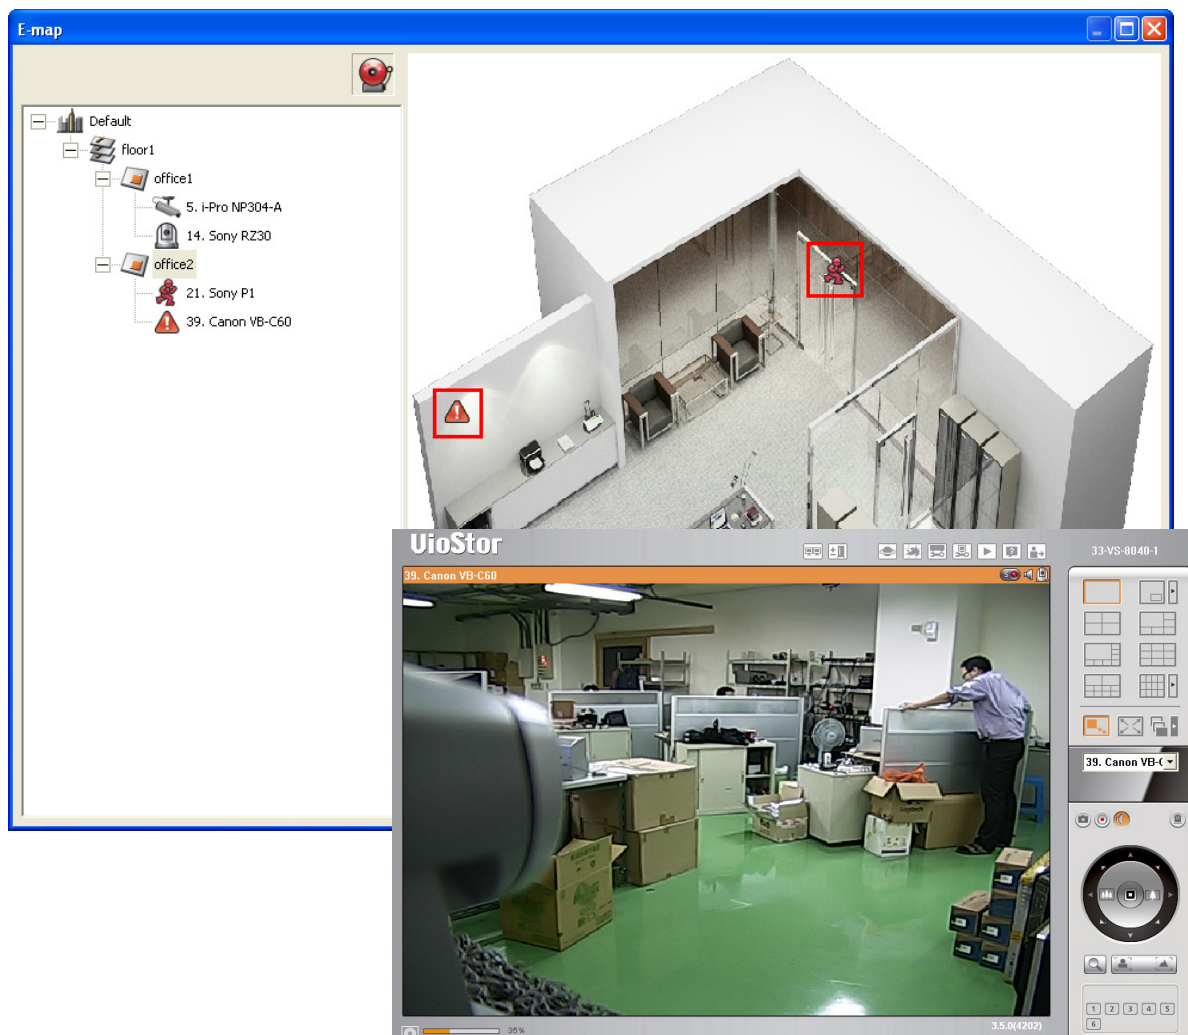 E-map
Default
floor1
office1
5. i-Pro NP304-A
14. Sony RZ30
office2
21. Sony P1
39. Canon VB-C60
VioStor
33-VS-8040-1
39. Canon VB-C60
39. Canon VB-C
1 2 3 4 5
6
35%
3.5.0(4202)